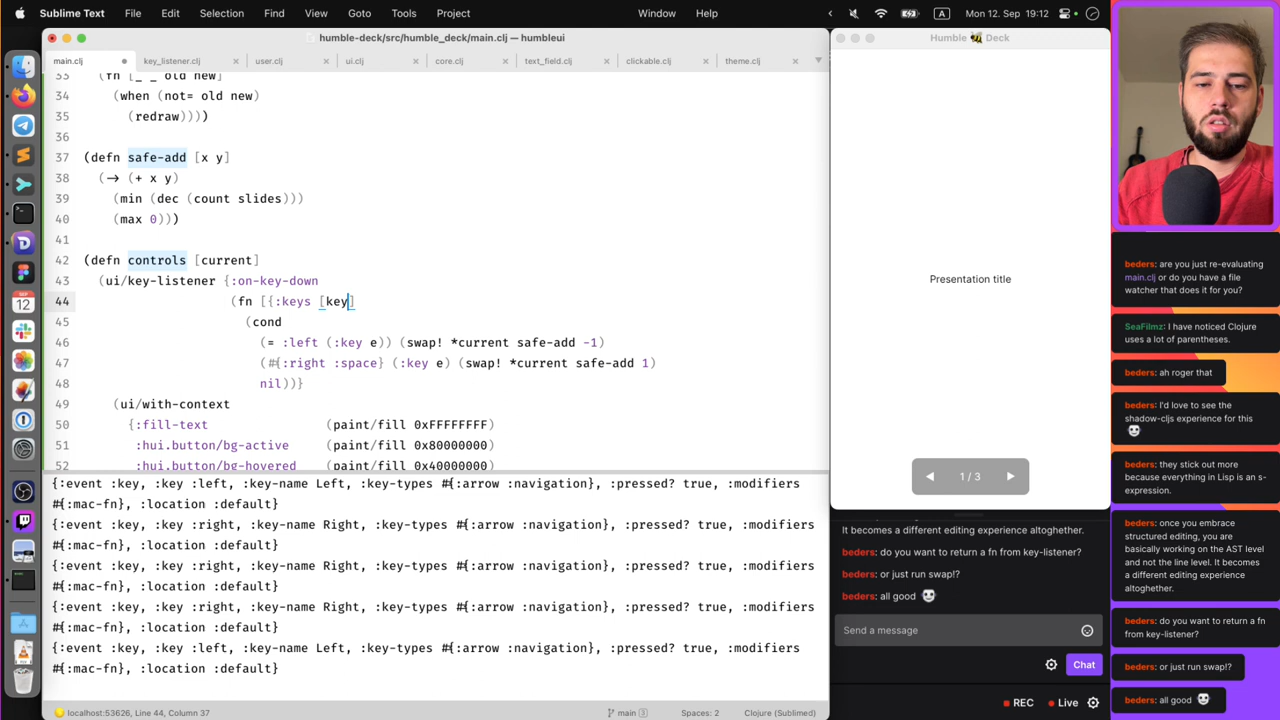 Sublime Text File Edit Selection Find View Goto Tools Project Window Help A Mon 12. Sep 19:12
humble-deck/src/humble_deck/main.clj — humbleui
main.clj key_listener.clj user.clj ui.clj core.clj text_field.clj clickable.clj theme.clj
33 (fn [_ _ old new]
34 (when (not= old new)
35 (redraw))))
36
37 (defn safe-add [x y]
38 (-> (+ x y)
39 (min (dec (count slides)))
40 (max 0)))
41
42 (defn controls [current]
43 (ui/key-listener {:on-key-down
44 (fn [{:keys [key]
45 (cond
46 (= :left (:key e)) (swap! *current safe-add -1)
47 (#{:right :space} (:key e) (swap! *current safe-add 1)
48 nil))}
49 (ui/with-context
50 {:fill-text (paint/fill 0xFFFFFFFF)
51 :hui.button/bg-active (paint/fill 0x80000000)
52 :hui.button/bg-hovered (paint/fill 0x40000000)
{:event :key, :key :left, :key-name Left, :key-types #{:arrow :navigation}, :pressed? true, :modifiers
#{:mac-fn}, :location :default}
{:event :key, :key :right, :key-name Right, :key-types #{:arrow :navigation}, :pressed? true, :modifiers
#{:mac-fn}, :location :default}
{:event :key, :key :right, :key-name Right, :key-types #{:arrow :navigation}, :pressed? true, :modifiers
#{:mac-fn}, :location :default}
{:event :key, :key :right, :key-name Right, :key-types #{:arrow :navigation}, :pressed? true, :modifiers
#{:mac-fn}, :location :default}
{:event :key, :key :left, :key-name Left, :key-types #{:arrow :navigation}, :pressed? true, :modifiers
#{:mac-fn}, :location :default}
localhost:53626, Line 44, Column 37 main 3 Spaces: 2 Clojure (Sublimed)
SEP
12
Humble 🐝 Deck
Presentation title
◀ 1 / 3 ▶
It becomes a different editing experience altoghether.
beders: do you want to return a fn from key-listener?
beders: or just run swap!?
beders: all good
Send a message
Chat
REC Live
beders: are you just re-evaluating
main.clj or do you have a file
watcher that does it for you?
SeaFilmz: I have noticed Clojure
uses a lot of parentheses.
beders: ah roger that
beders: I'd love to see the
shadow-cljs experience for this
beders: they stick out more
because everything in Lisp is an s-
expression.
beders: once you embrace
structured editing, you are
basically working on the AST level
and not the line level. It becomes
a different editing experience
altoghether.
beders: do you want to return a fn
from key-listener?
beders: or just run swap!?
beders: all good